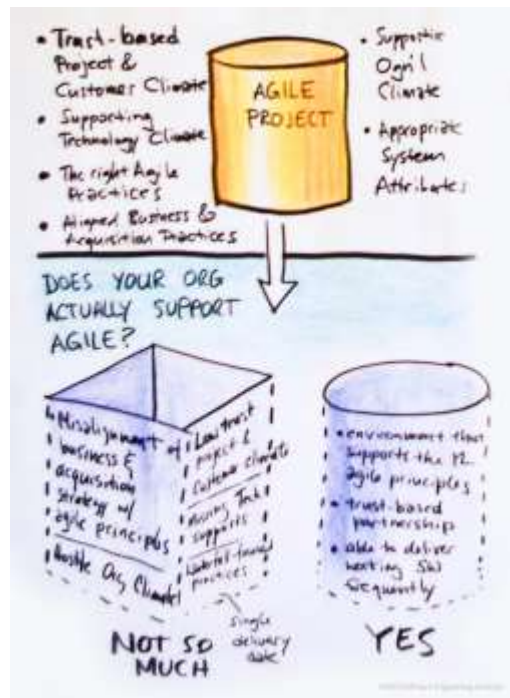 • Trust-based
Project &
Customer Climate
• Supporting
Technology Climate
• The right Agile
Practices
• Aligned Business &
Acquisition Practices
AGILE
PROJECT
• Supportive
Org'l
Climate
• Appropriate
System
Attributes
DOES YOUR ORG
ACTUALLY SUPPORT
AGILE?
• Misalignment of
business &
acquisition
strategy w/
agile principles
Hostile Org Climate
• Low trust
project &
Customer climate
• Missing Tech
supports
practices
single
delivery
date
NOT SO
MUCH
• environment that
supports the 12
agile principles
• trust-based
partnership
• able to deliver
working SW
frequently
YES